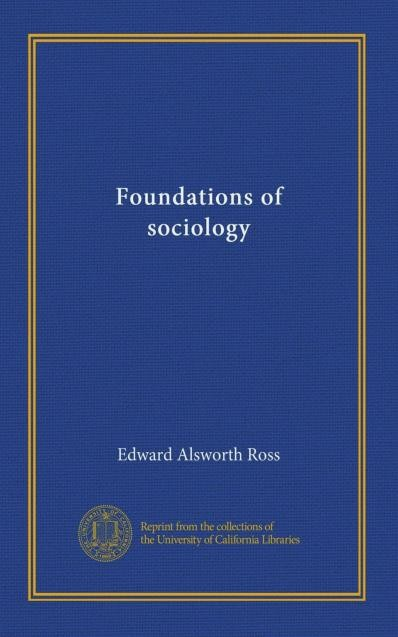 Foundations of
sociology
Edward Alsworth Ross
Reprint from the collections of
the University of California Libraries